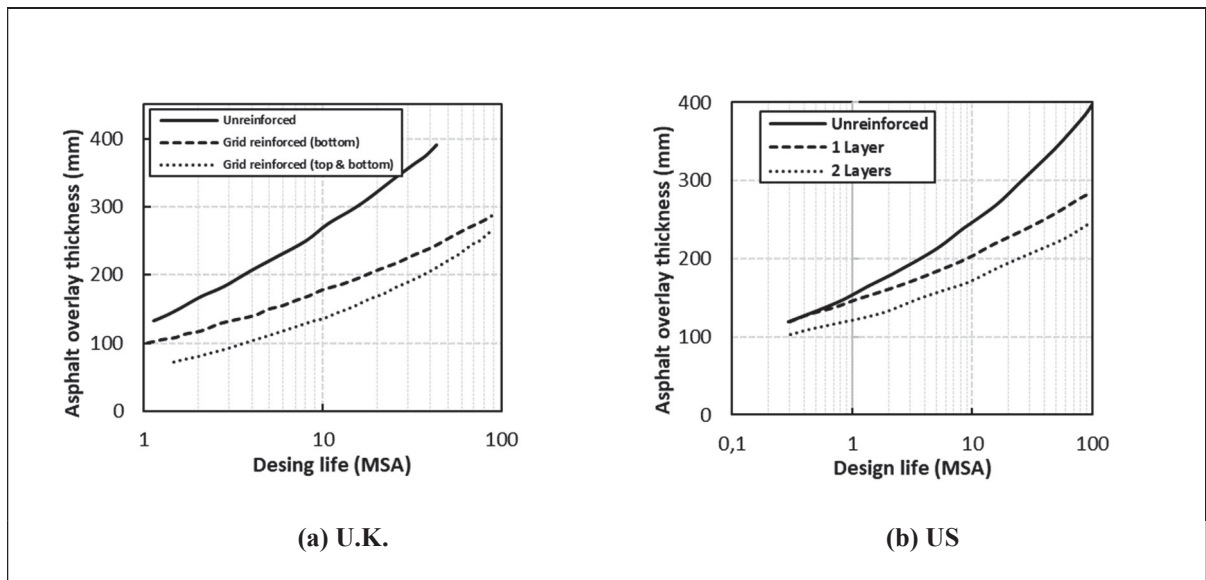 Asphalt overlay thickness (mm)
400
300
200
100
0
Unreinforced
Grid reinforced (bottom)
Grid reinforced (top & bottom)
1
10
100
Desing life (MSA)
(a) U.K.
Asphalt overlay thickness (mm)
400
300
200
100
0
Unreinforced
1 Layer
2 Layers
0,1
1
10
100
Design life (MSA)
(b) US